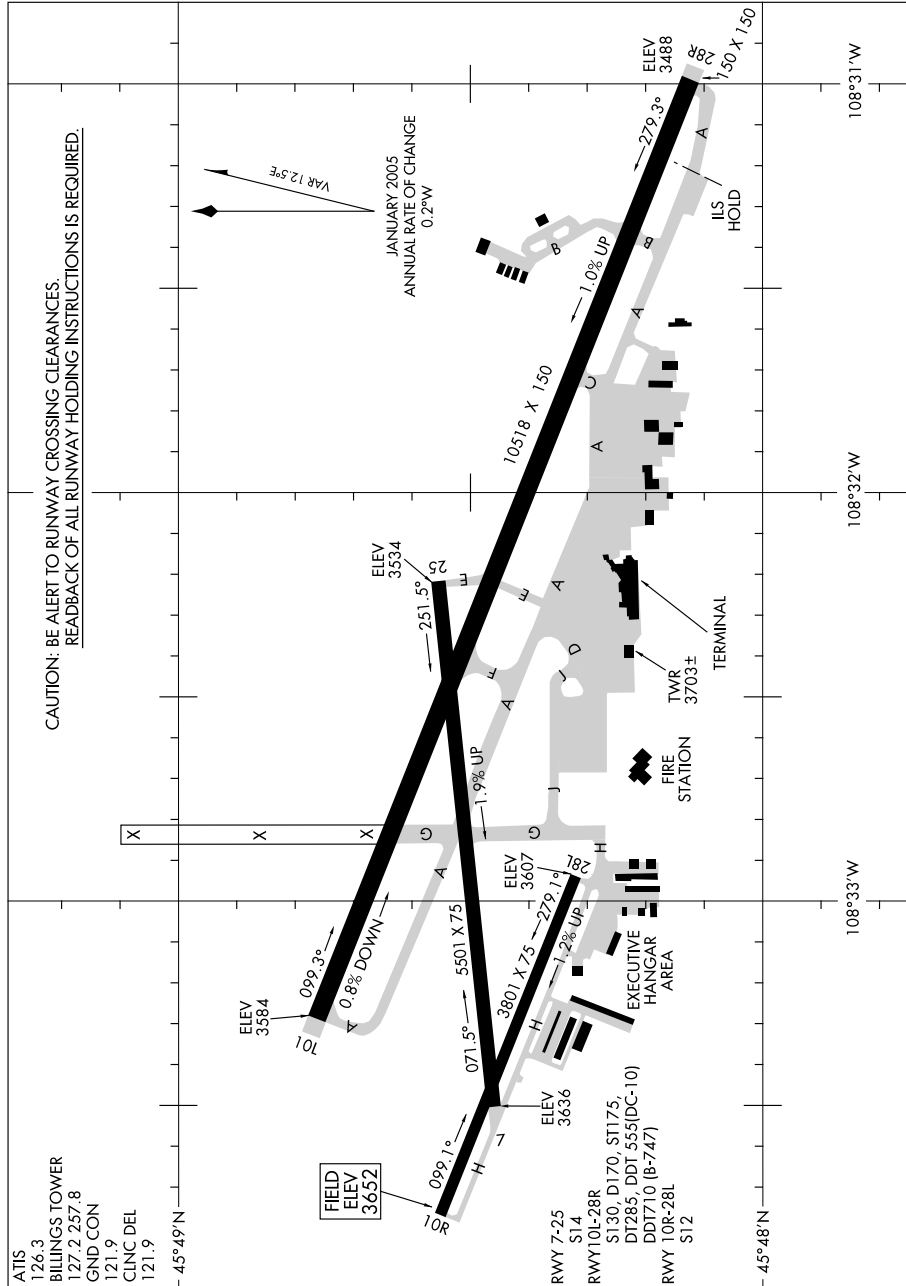 ATIS
126.3
BILLINGS TOWER
127.2 257.8
GND CON
121.9
CLNC DEL
121.9
CAUTION: BE ALERT TO RUNWAY CROSSING CLEARANCES.
READBACK OF ALL RUNWAY HOLDING INSTRUCTIONS IS REQUIRED.
45°49'N
X
X
X
VAR 12.5°E
JANUARY 2005
ANNUAL RATE OF CHANGE
0.2°W
ELEV
3584
10L
099.3°
0.8% DOWN
A
A
G
G
ELEV
3534
25
251.5°
E
E
F
A
A
10518 X 150
1.0% UP
B
B
279.3°
ELEV
3488
28R
150 X 150
A
A
ILS
HOLD
C
A
FIELD
ELEV
3652
10R
099.1°
H
7
ELEV
3636
071.5°
5501 X 75
1.9% UP
3801 X 75
279.1°
1.2% UP
ELEV
3607
28L
H
H
J
J
D
EXECUTIVE
HANGAR
AREA
FIRE
STATION
TWR
3703±
TERMINAL
RWY 7-25
S14
RWY10L-28R
S130, D170, ST175,
DT285, DDT 555(DC-10)
DDT710 (B-747)
RWY 10R-28L
S12
45°48'N
108°33'W
108°32'W
108°31'W